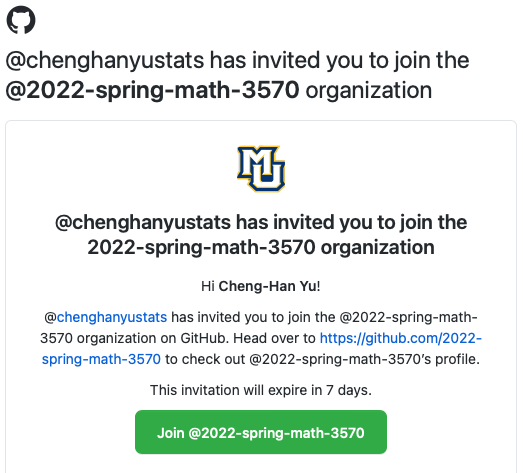 @chenghanyustats has invited you to join the
@2022-spring-math-3570 organization
MU
@chenghanyustats has invited you to join the
2022-spring-math-3570 organization
Hi Cheng-Han Yu!
@chenghanyustats has invited you to join the @2022-spring-math-
3570 organization on GitHub. Head over to https://github.com/2022-
spring-math-3570 to check out @2022-spring-math-3570’s profile.
This invitation will expire in 7 days.
Join @2022-spring-math-3570